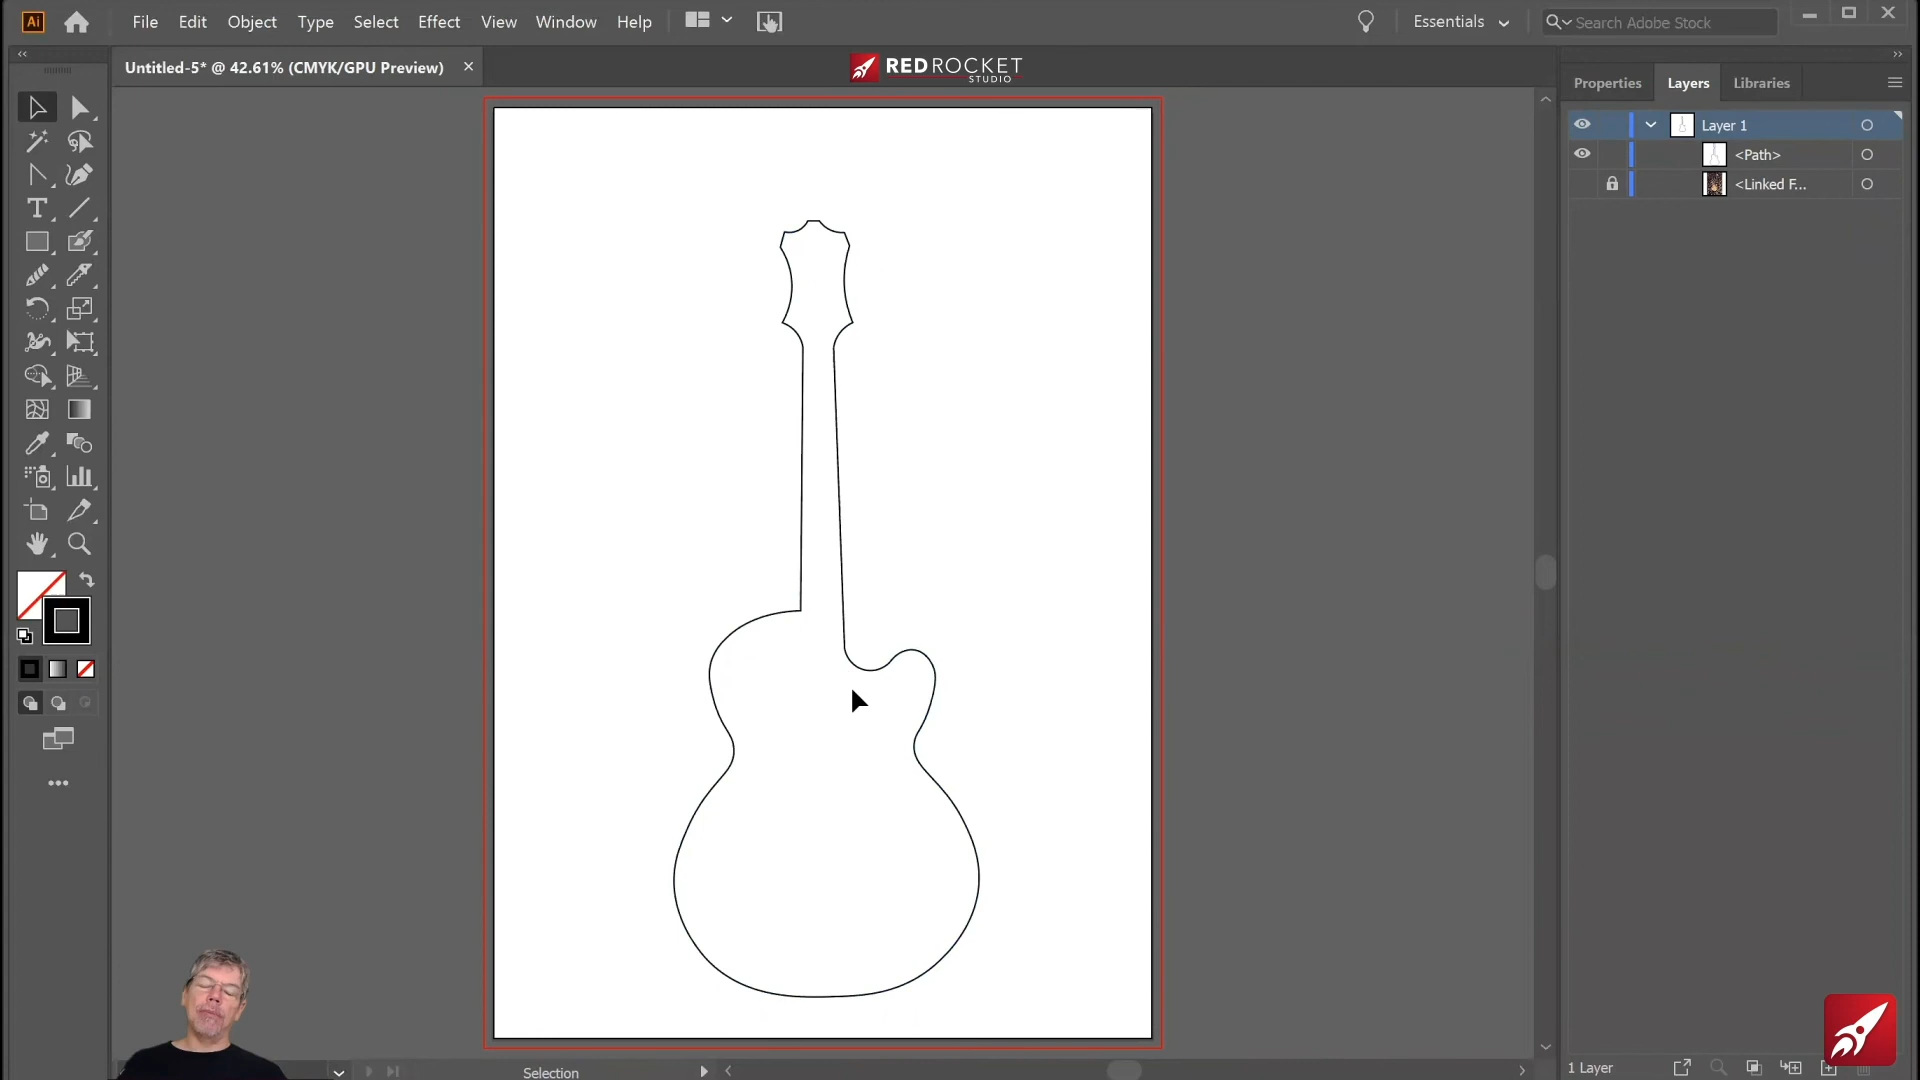 Ai File Edit Object Type Select Effect View Window Help Essentials Search Adobe Stock
Untitled-5* @ 42.61% (CMYK/GPU Preview)
REDROCKET
STUDIO
Properties Layers Libraries
Layer 1
<Path>
<Linked F...
Selection
1 Layer